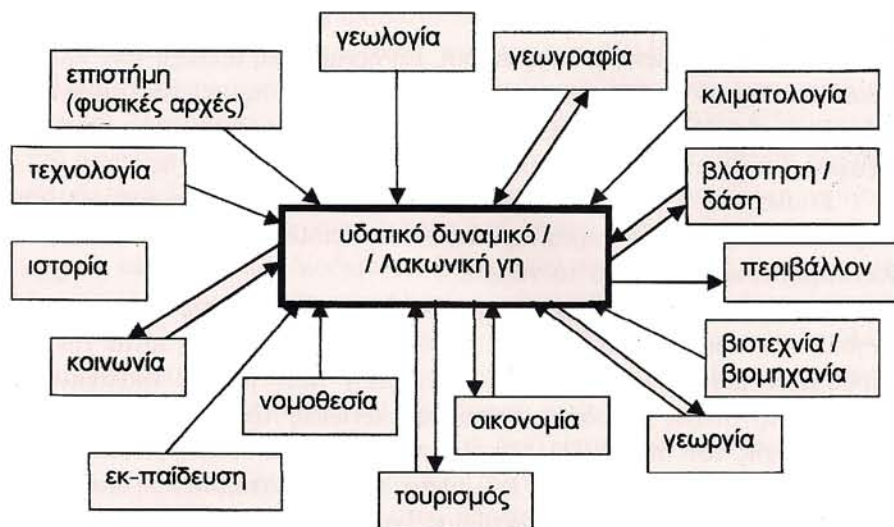 γεωλογία
γεωγραφία
επιστήμη
(φυσικές αρχές)
κλιματολογία
τεχνολογία
βλάστηση /
δάση
υδατικό δυναμικό /
/ Λακωνική γη
ιστορία
περιβάλλον
κοινωνία
βιοτεχνία /
βιομηχανία
νομοθεσία
οικονομία
γεωργία
εκ-παίδευση
τουρισμός